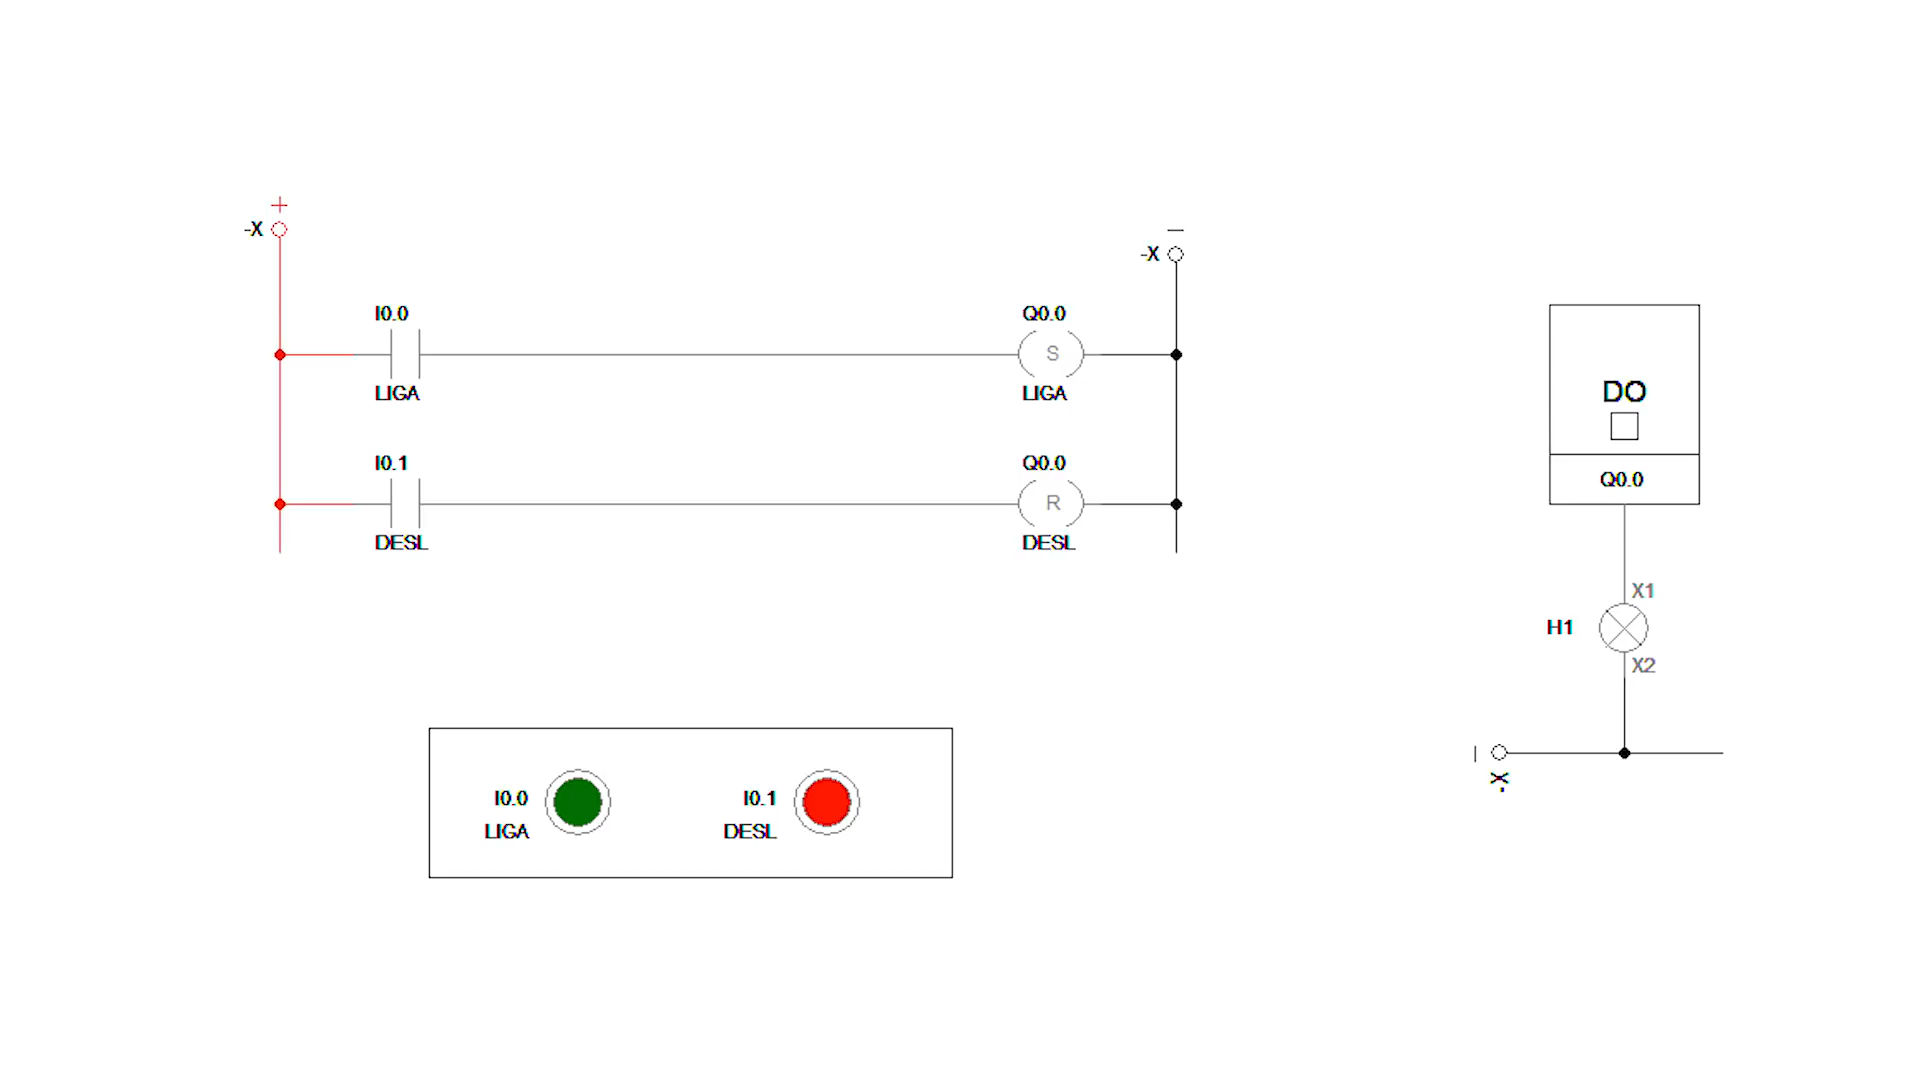 +
-X
−
-X
I0.0
Q0.0
S
LIGA
LIGA
I0.1
Q0.0
R
DESL
DESL
DO
Q0.0
X1
H1
X2
−
-X
I0.0
LIGA
I0.1
DESL